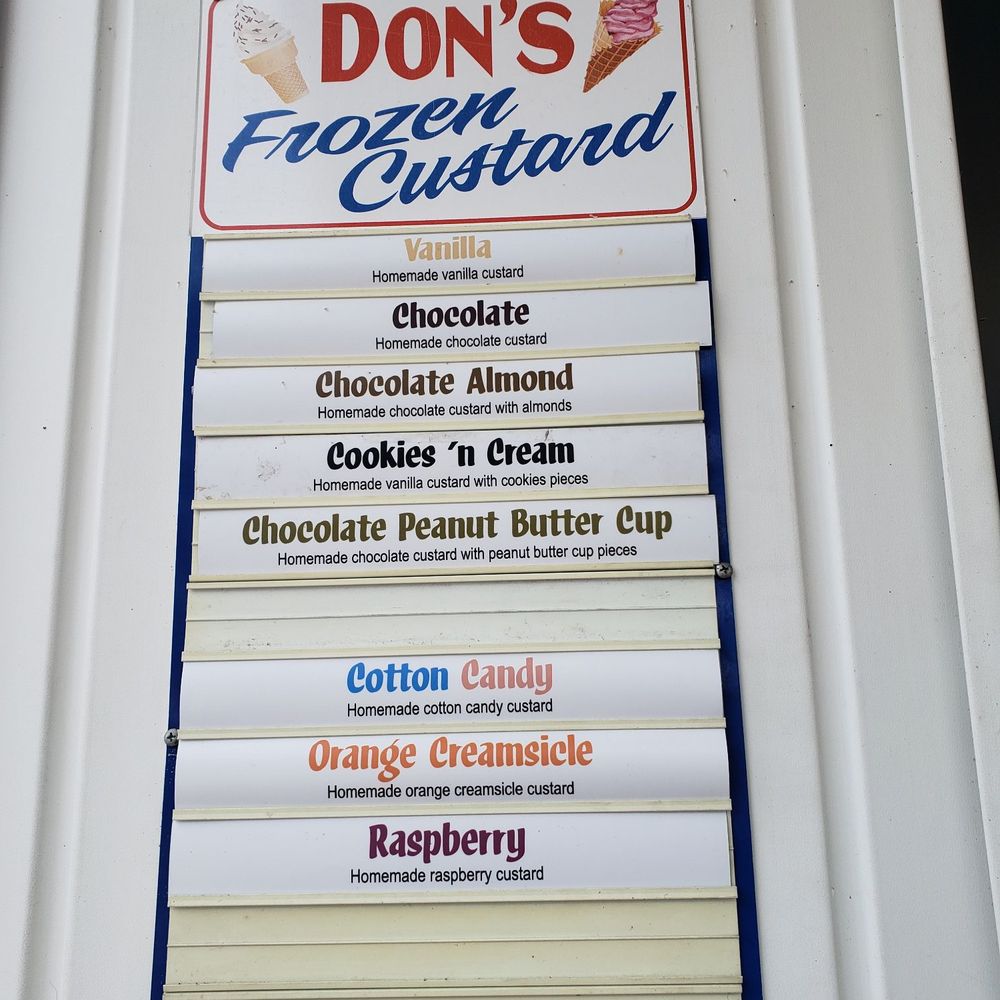 DON'S
Frozen
Custard
Vanilla
Homemade vanilla custard
Chocolate
Homemade chocolate custard
Chocolate Almond
Homemade chocolate custard with almonds
Cookies 'n Cream
Homemade vanilla custard with cookies pieces
Chocolate Peanut Butter Cup
Homemade chocolate custard with peanut butter cup pieces
Cotton Candy
Homemade cotton candy custard
Orange Creamsicle
Homemade orange creamsicle custard
Raspberry
Homemade raspberry custard